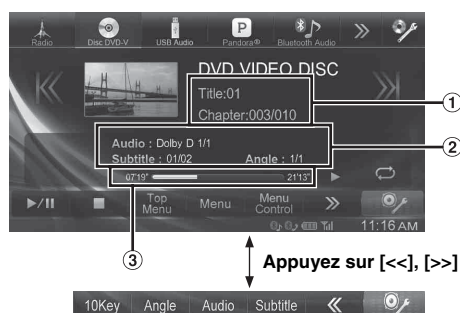 Radio Disc DVD-V USB Audio Pandora® Bluetooth Audio
DVD VIDEO DISC
Title:01
Chapter:003/010
1
Audio : Dolby D 1/1
2
Subtitle : 01/02 Angle : 1/1
07'19" 21'13"
Top Menu Menu Menu Control
11:16 AM
3
Appuyez sur [<<], [>>]
10Key Angle Audio Subtitle